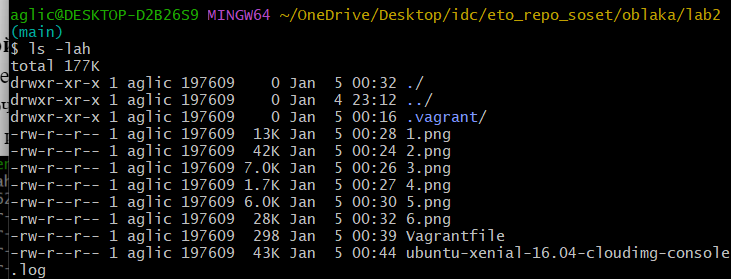 aglic@DESKTOP-D2B26S9 MINGW64 ~/OneDrive/Desktop/idc/eto_repo_soset/oblaka/lab2
(main)
$ ls -lah
total 177K
drwxr-xr-x 1 aglic 197609    0 Jan  5 00:32 ./
drwxr-xr-x 1 aglic 197609    0 Jan  4 23:12 ../
drwxr-xr-x 1 aglic 197609    0 Jan  5 00:16 .vagrant/
-rw-r--r-- 1 aglic 197609  13K Jan  5 00:28 1.png
-rw-r--r-- 1 aglic 197609  42K Jan  5 00:24 2.png
-rw-r--r-- 1 aglic 197609 7.0K Jan  5 00:26 3.png
-rw-r--r-- 1 aglic 197609 1.7K Jan  5 00:27 4.png
-rw-r--r-- 1 aglic 197609 6.0K Jan  5 00:30 5.png
-rw-r--r-- 1 aglic 197609  28K Jan  5 00:32 6.png
-rw-r--r-- 1 aglic 197609  298 Jan  5 00:39 Vagrantfile
-rw-r--r-- 1 aglic 197609  43K Jan  5 00:44 ubuntu-xenial-16.04-cloudimg-console
.log